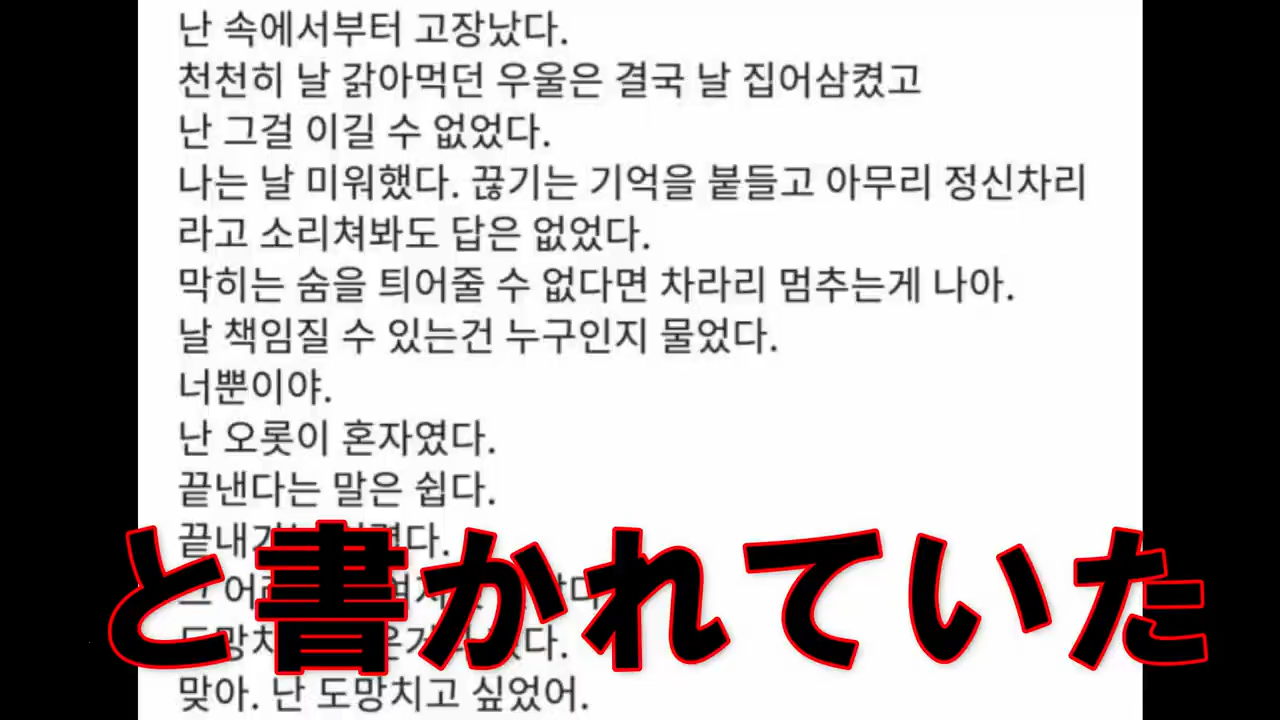 난 속에서부터 고장났다.
천천히 날 갉아먹던 우울은 결국 날 집어삼켰고
난 그걸 이길 수 없었다.
나는 날 미워했다. 끊기는 기억을 붙들고 아무리 정신차리
라고 소리쳐봐도 답은 없었다.
막히는 숨을 틔어줄 수 없다면 차라리 멈추는게 나아.
날 책임질 수 있는건 누구인지 물었다.
너뿐이야.
난 오롯이 혼자였다.
끝낸다는 말은 쉽다.
と書かれていた
맞아. 난 도망치고 싶었어.